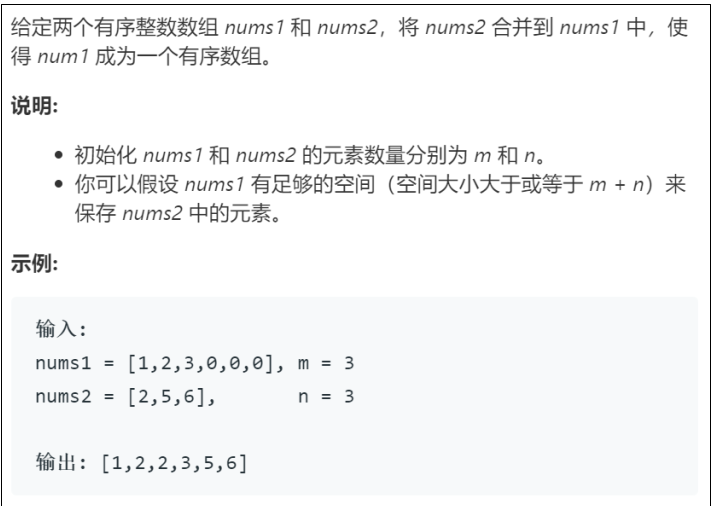 给定两个有序整数数组 nums1 和 nums2，将 nums2 合并到 nums1 中，使
得 num1 成为一个有序数组。
说明:
• 初始化 nums1 和 nums2 的元素数量分别为 m 和 n。
• 你可以假设 nums1 有足够的空间（空间大小大于或等于 m + n）来
保存 nums2 中的元素。
示例:
输入:
nums1 = [1,2,3,0,0,0], m = 3
nums2 = [2,5,6],       n = 3
输出: [1,2,2,3,5,6]